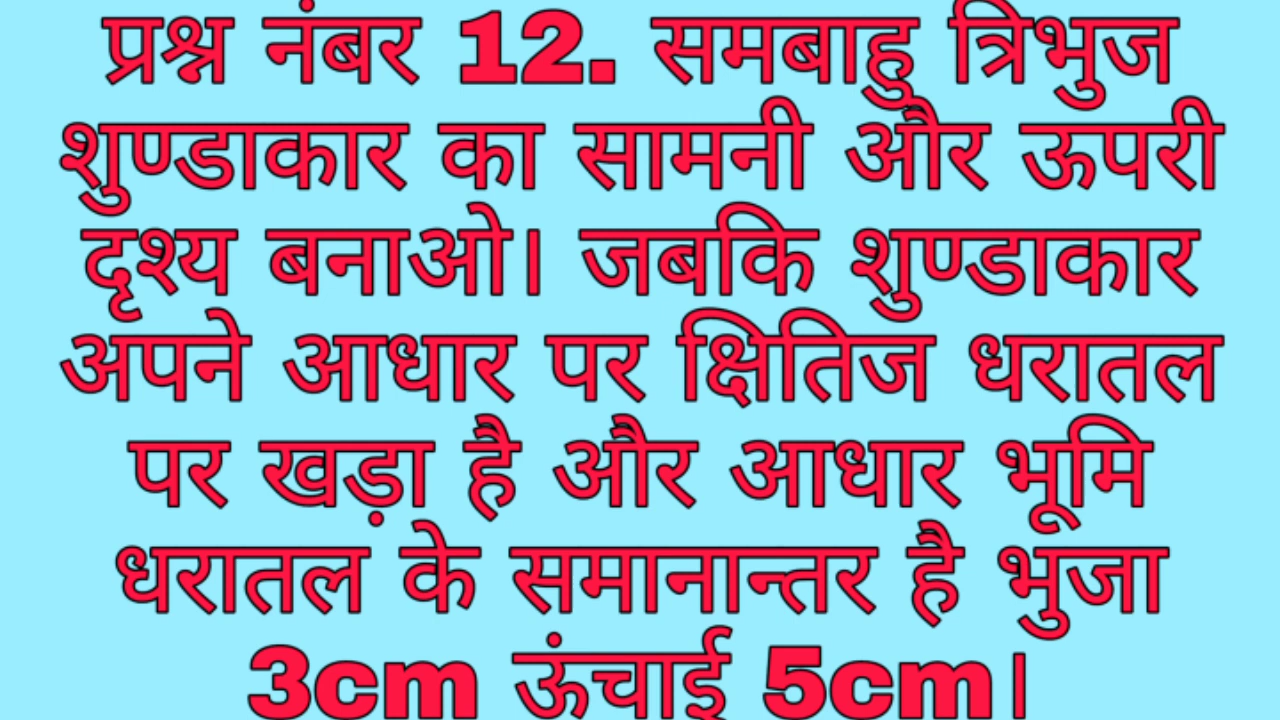 प्रश्न नंबर 12. समबाहु त्रिभुज
शुण्डाकार का सामनी और ऊपरी
दृश्य बनाओ। जबकि शुण्डाकार
अपने आधार पर क्षितिज धरातल
पर खड़ा है और आधार भूमि
धरातल के समानान्तर है भुजा
3cm ऊंचाई 5cm।